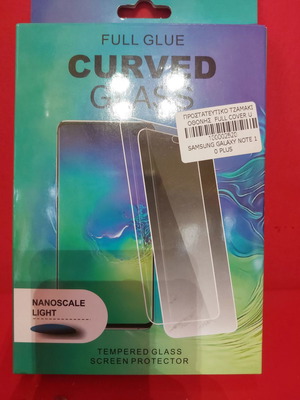 FULL GLUE
CURVED
GLASS
ΠΡΟΣΤΑΤΕΥΤΙΚΟ ΤΖΑΜΑΚΙ
ΟΘΟΝΗΣ FULL COVER U
100002520
SAMSUNG GALAXY NOTE 1
0 PLUS
NANOSCALE
LIGHT
TEMPERED GLASS
SCREEN PROTECTOR